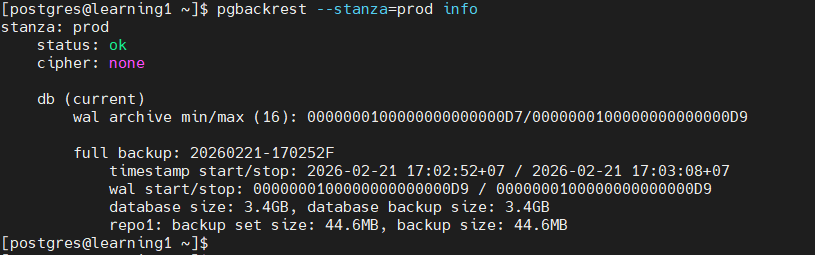 [postgres@learning1 ~]$ pgbackrest --stanza=prod info
stanza: prod
status: ok
cipher: none
db (current)
wal archive min/max (16): 0000000100000000000000D7/0000000100000000000000D9
full backup: 20260221-170252F
timestamp start/stop: 2026-02-21 17:02:52+07 / 2026-02-21 17:03:08+07
wal start/stop: 0000000100000000000000D9 / 0000000100000000000000D9
database size: 3.4GB, database backup size: 3.4GB
repo1: backup set size: 44.6MB, backup size: 44.6MB
[postgres@learning1 ~]$